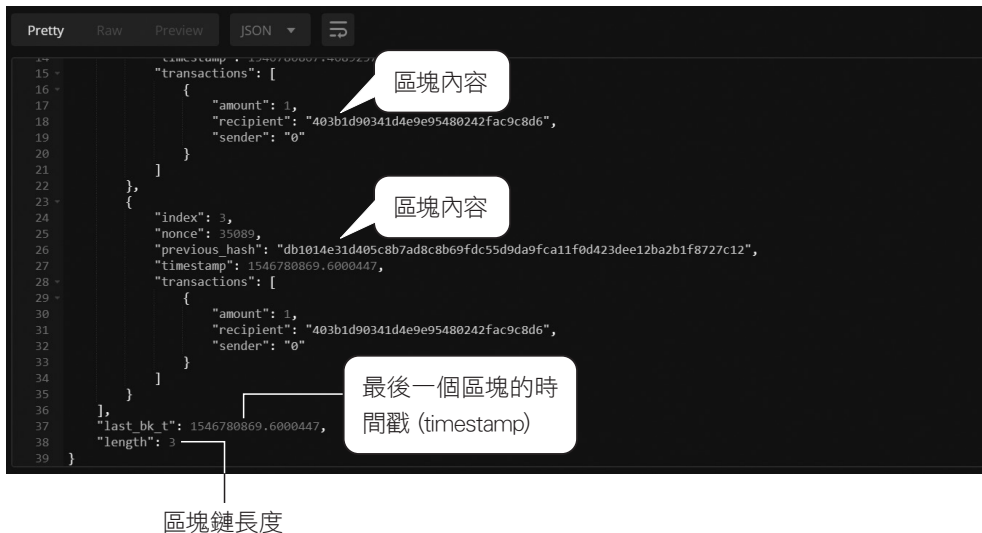 Pretty Raw Preview JSON
14
15 "transactions": [
區塊內容
16 {
17 "amount": 1,
18 "recipient": "403b1d90341d4e9e95480242fac9c8d6",
19 "sender": "0"
20 }
21 ]
22 },
23 {
區塊內容
24 "index": 3,
25 "nonce": 35089,
26 "previous_hash": "db1014e31d405c8b7ad8c8b69fdc55d9da9fca11f0d423dee12ba2b1f8727c12",
27 "timestamp": 1546780869.6000447,
28 "transactions": [
29 {
30 "amount": 1,
31 "recipient": "403b1d90341d4e9e95480242fac9c8d6",
32 "sender": "0"
33 }
34 ]
35 }
36 ],
最後一個區塊的時
間戳 (timestamp)
37 "last_bk_t": 1546780869.6000447,
38 "length": 3
39 }
區塊鏈長度